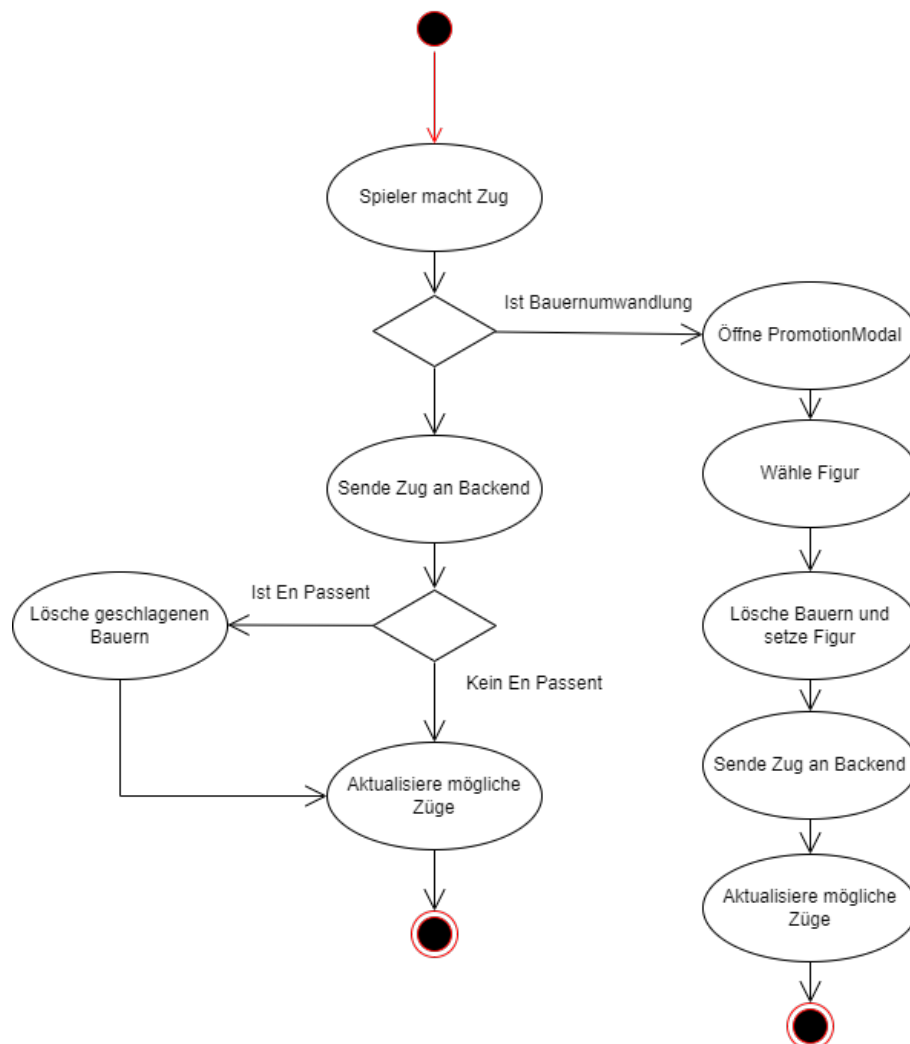 Spieler macht Zug
Ist Bauernumwandlung
Öffne PromotionModal
Wähle Figur
Sende Zug an Backend
Ist En Passent
Lösche geschlagenen
Bauern
Lösche Bauern und
setze Figur
Kein En Passent
Aktualisiere mögliche
Züge
Sende Zug an Backend
Aktualisiere mögliche
Züge